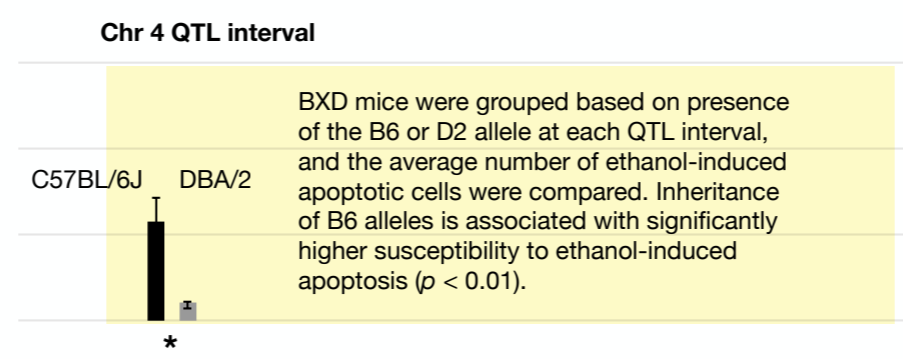 Chr 4 QTL interval
BXD mice were grouped based on presence
of the B6 or D2 allele at each QTL interval,
and the average number of ethanol-induced
apoptotic cells were compared. Inheritance
of B6 alleles is associated with significantly
higher susceptibility to ethanol-induced
apoptosis (p < 0.01).
C57BL/6J DBA/2
*